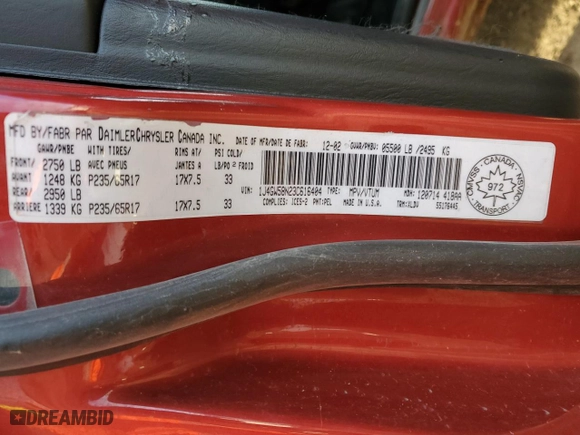 MFD BY/FABR PAR DAIMLERCHRYSLER CANADA INC. DATE OF MFR/DATE DE FABR: 12-02 GVWR/PNBV: 05500 LB /2495 KG
GAWR/PNBE WITH TIRES/ RIMS AT/ PSI COLD/
FRONT/ 2750 LB AVEC PNEUS JANTES A LB/PO² FROID
AVANT 1248 KG P235/65R17 17X7.5 33
REAR/ 2950 LB
ARRIERE 1339 KG P235/65R17 17X7.5 33
VIN: 1J4GW58N23C616404 TYPE: MPV/VTUM MDH: 120714 418AA
COMPLIES: ICES-2 PNT:PEL MADE IN U.S.A. TRM:XLDV 55176445
CMVSS - CANADA - NSVAC
972
TRANSPORT
DREAMBID